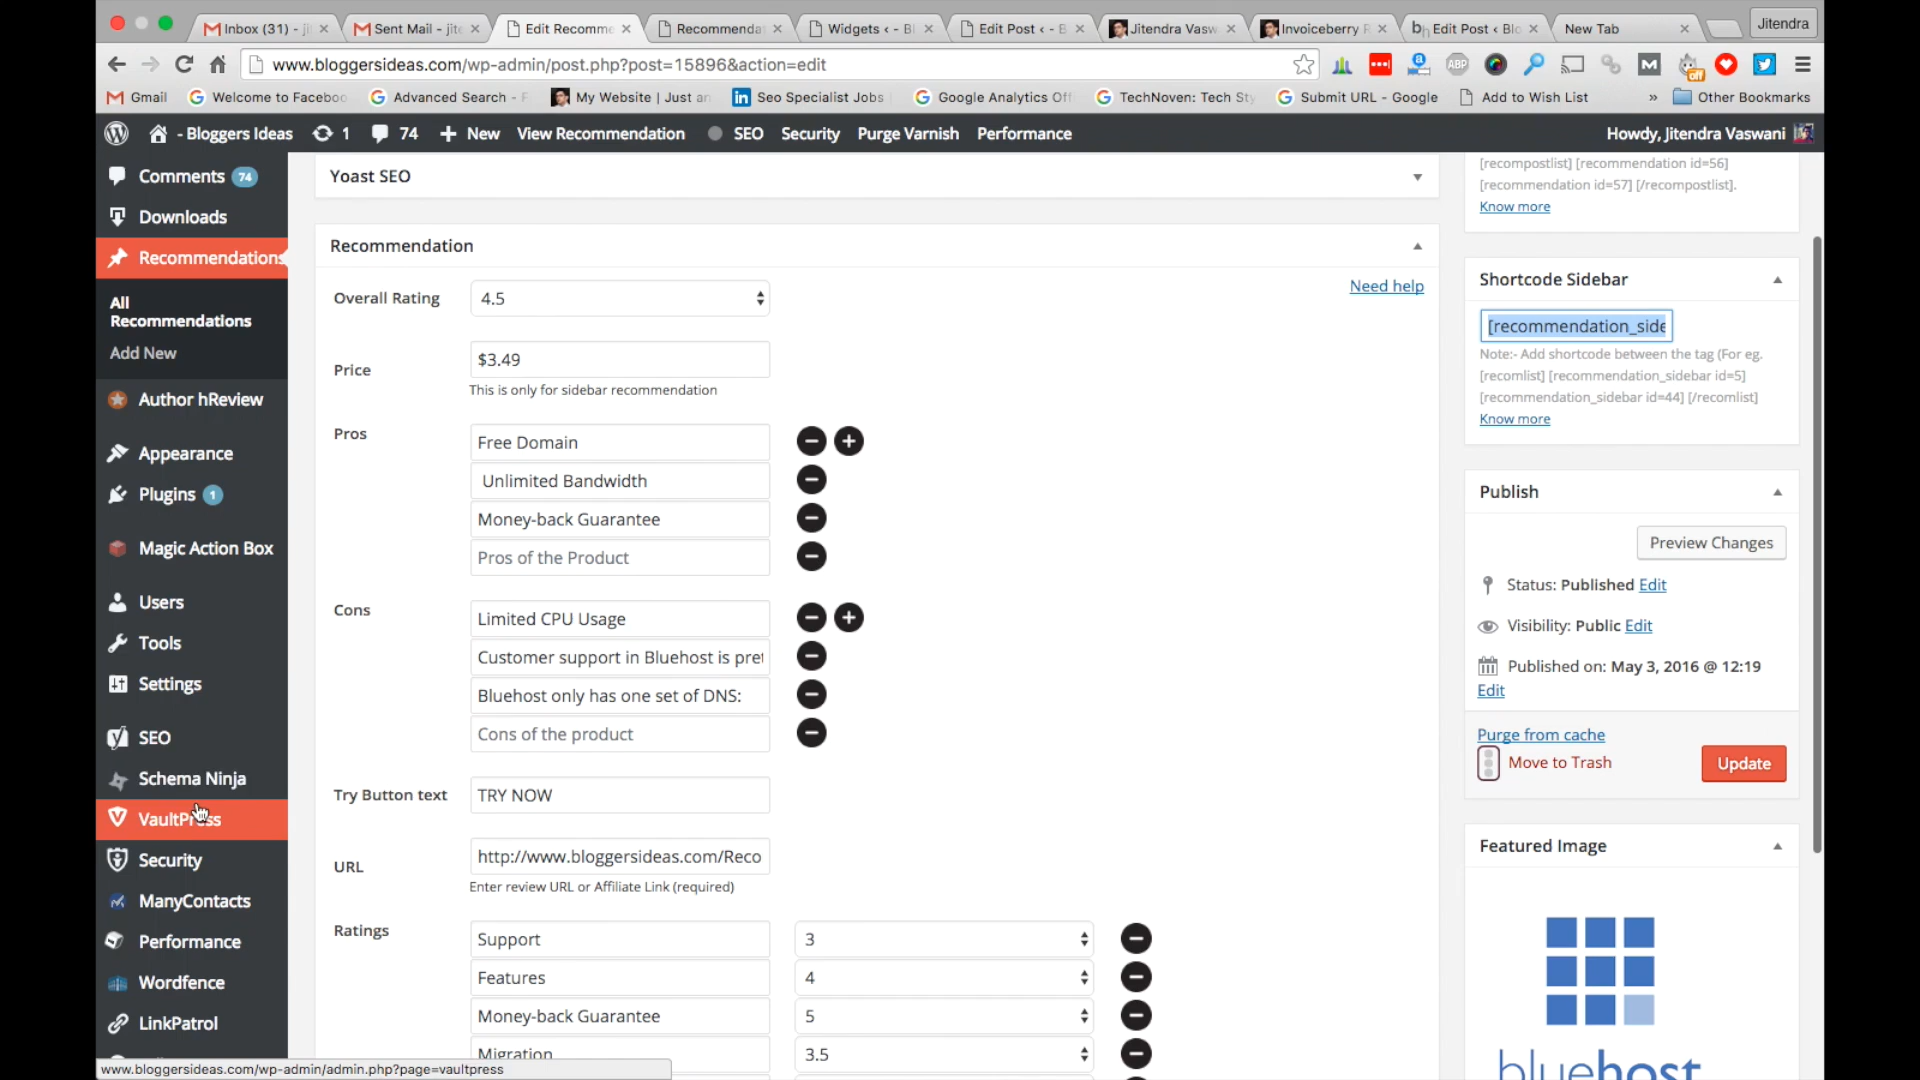 Inbox (31) - ji
Sent Mail - jite
Edit Recomme
Recommendat
Widgets ‹ - Bl
Edit Post ‹ - B
Jitendra Vasw
Invoiceberry R
Edit Post ‹ Blo
New Tab
Jitendra
www.bloggersideas.com/wp-admin/post.php?post=15896&action=edit
ABP
off
Gmail
Welcome to Faceboo
Advanced Search - F
My Website | Just an
Seo Specialist Jobs
Google Analytics Off
TechNoven: Tech Sty
Submit URL - Google
Add to Wish List
»
Other Bookmarks
- Bloggers Ideas
1
74
+ New
View Recommendation
SEO
Security
Purge Varnish
Performance
Howdy, Jitendra Vaswani
Comments 74
Downloads
Recommendations
All
Recommendations
Add New
Author hReview
Appearance
Plugins 1
Magic Action Box
Users
Tools
Settings
SEO
Schema Ninja
VaultPress
Security
ManyContacts
Performance
Wordfence
LinkPatrol
www.bloggersideas.com/wp-admin/admin.php?page=vaultpress
Yoast SEO
Recommendation
Need help
Overall Rating
4.5
Price
$3.49
This is only for sidebar recommendation
Pros
Free Domain
Unlimited Bandwidth
Money-back Guarantee
Pros of the Product
Cons
Limited CPU Usage
Customer support in Bluehost is pret
Bluehost only has one set of DNS:
Cons of the product
Try Button text
TRY NOW
URL
http://www.bloggersideas.com/Reco
Enter review URL or Affiliate Link (required)
Ratings
Support
3
Features
4
Money-back Guarantee
5
Migration
3.5
[recompostlist] [recommendation id=56]
[recommendation id=57] [/recompostlist].
Know more
Shortcode Sidebar
[recommendation_side
Note:- Add shortcode between the tag (For eg.
[recomlist] [recommendation_sidebar id=5]
[recommendation_sidebar id=44] [/recomlist]
Know more
Publish
Preview Changes
Status: Published Edit
Visibility: Public Edit
Published on: May 3, 2016 @ 12:19
Edit
Purge from cache
Move to Trash
Update
Featured Image
bluehost